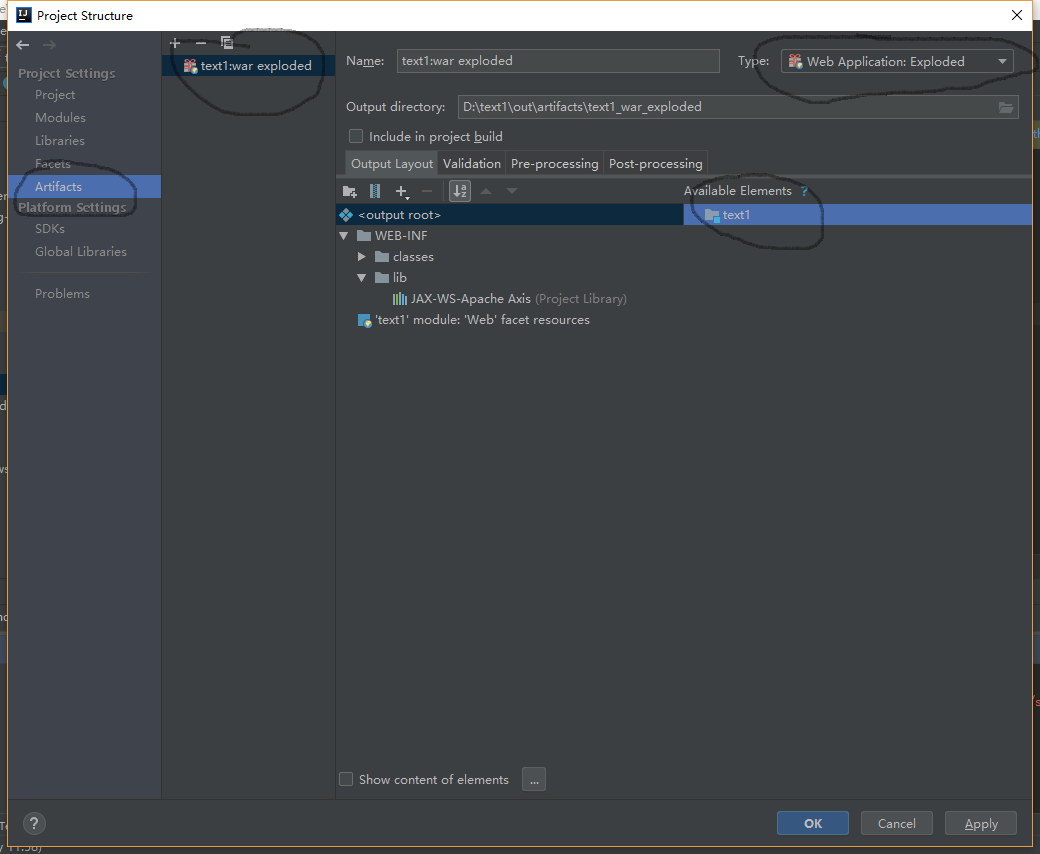 Project Structure
Project Settings
Project
Modules
Libraries
Facets
Artifacts
Platform Settings
SDKs
Global Libraries
Problems
text1:war exploded
Name: text1:war exploded Type: Web Application: Exploded
Output directory: D:\text1\out\artifacts\text1_war_exploded
Include in project build
Output Layout Validation Pre-processing Post-processing
Available Elements ?
<output root>
text1
WEB-INF
classes
lib
JAX-WS-Apache Axis (Project Library)
'text1' module: 'Web' facet resources
Show content of elements ...
? OK Cancel Apply